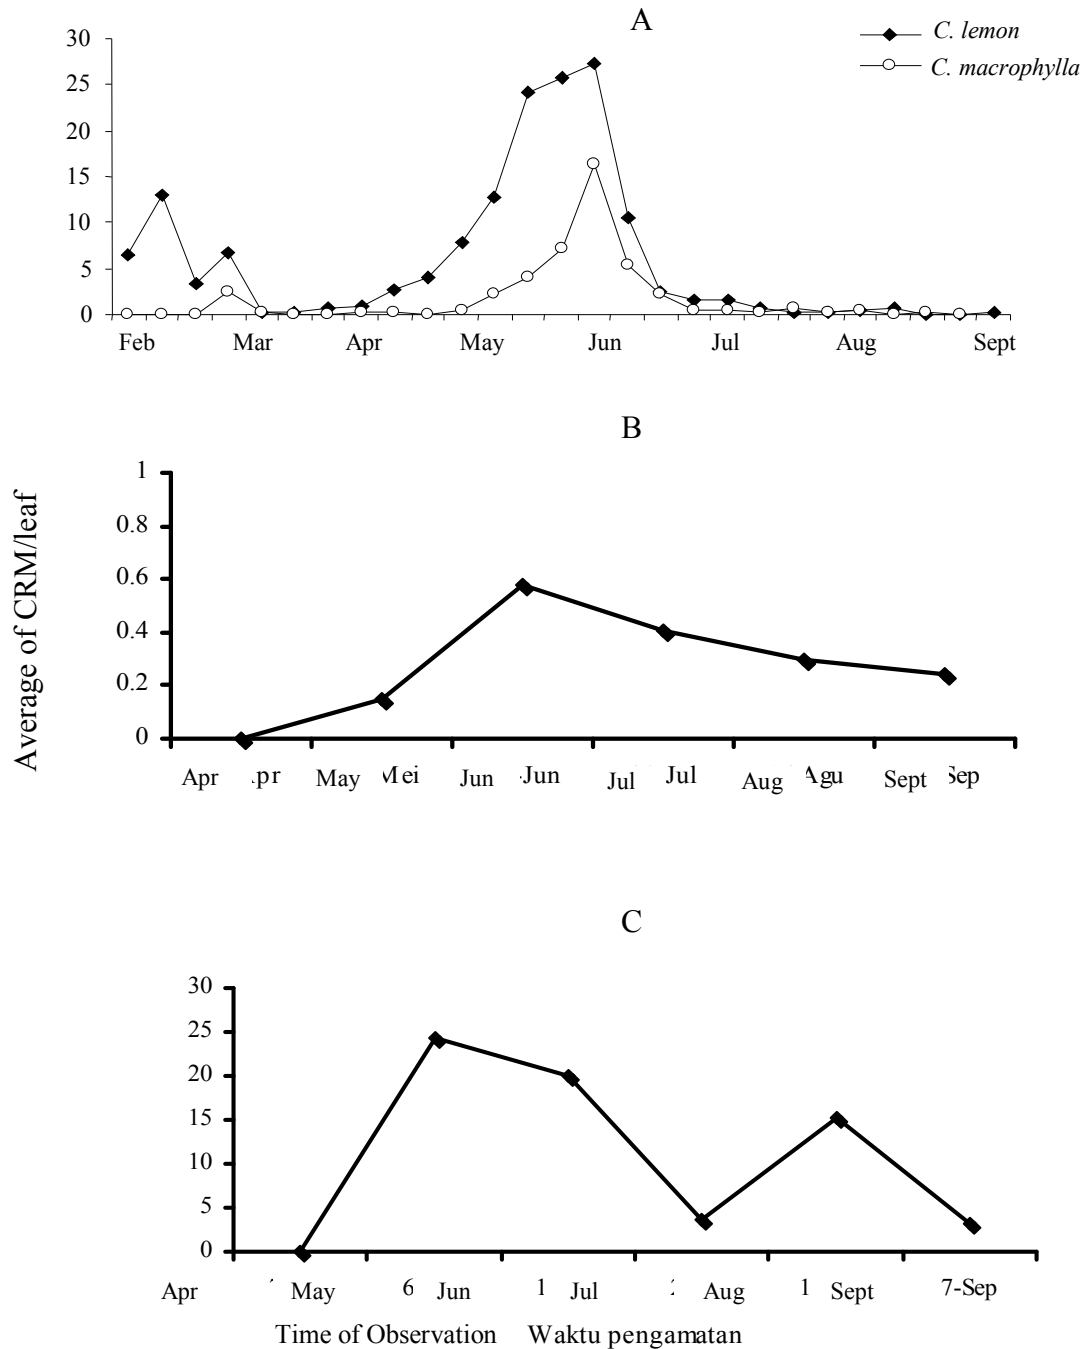 A
C. lemon
C. macrophylla
30
25
20
15
10
5
0
Feb Mar Apr May Jun Jul Aug Sept
B
Average of CRM/leaf
1
0.8
0.6
0.4
0.2
0
Apr May Mei Jun Jun Jul Jul Aug Agu Sept Sep
C
30
25
20
15
10
5
0
Apr May 6 Jun 1 Jul Aug 1 Sept 7-Sep
Time of Observation Waktu pengamatan